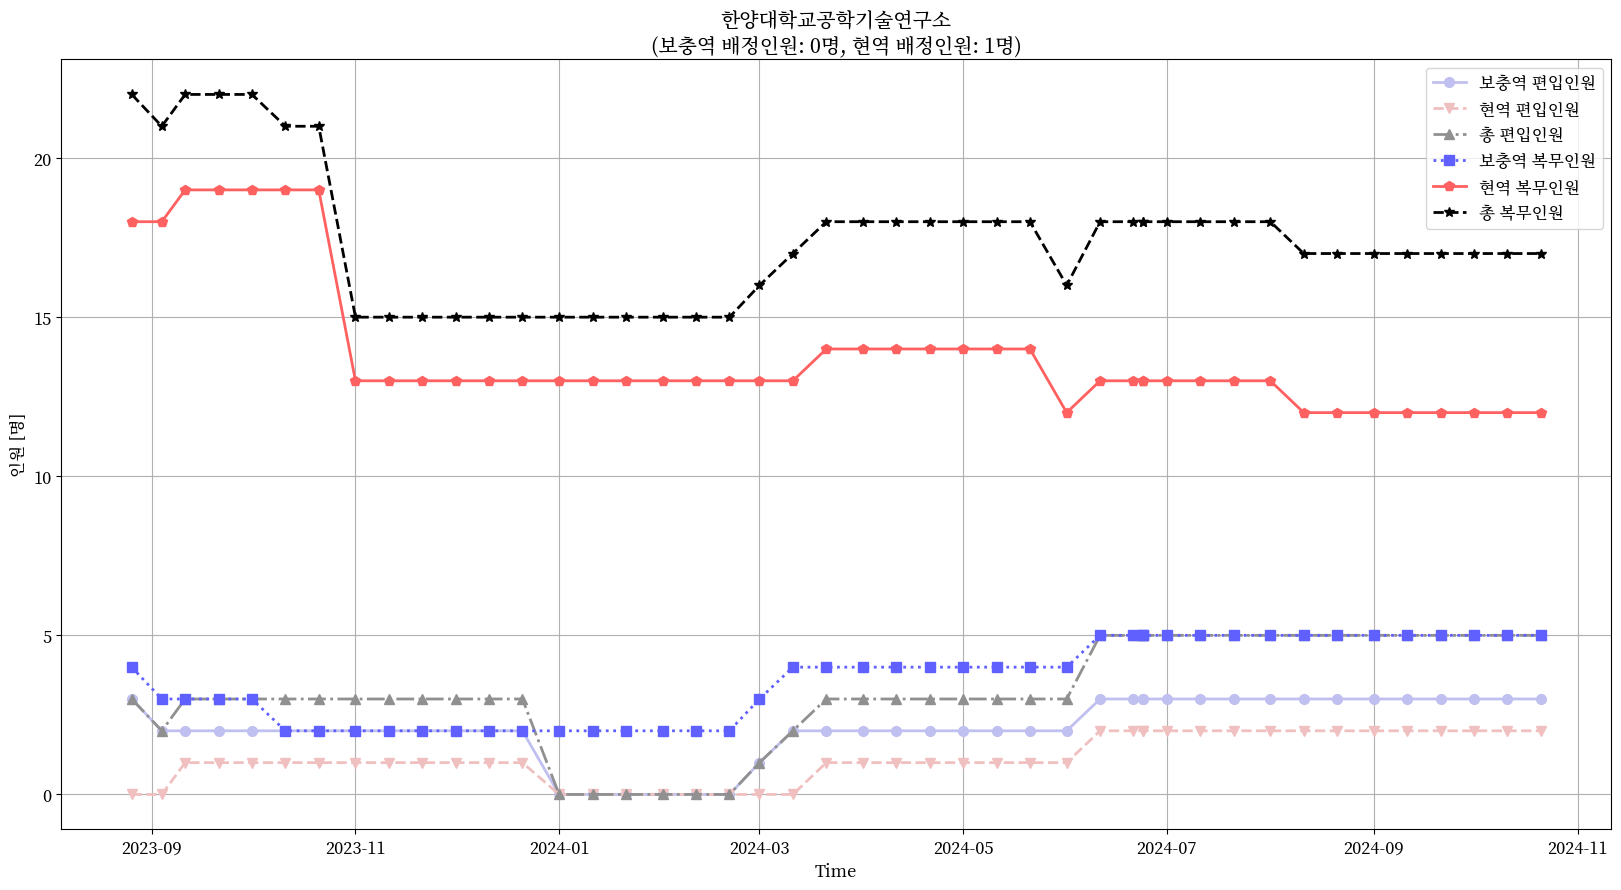 한양대학교공학기술연구소
(보충역 배정인원: 0명, 현역 배정인원: 1명)
보충역 편입인원
현역 편입인원
총 편입인원
보충역 복무인원
현역 복무인원
총 복무인원
인원 [명]
20
15
10
5
0
2023-09 2023-11 2024-01 2024-03 2024-05 2024-07 2024-09 2024-11
Time